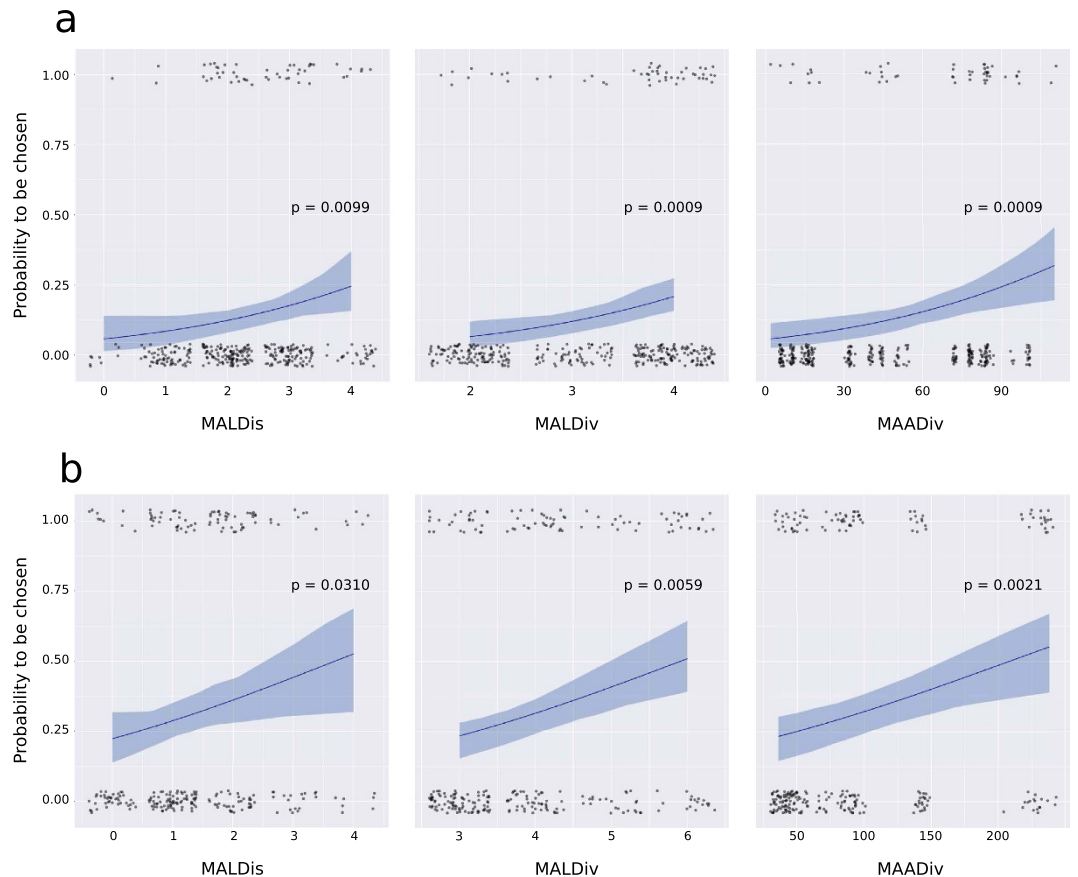 a
Probability to be chosen
1.00
0.75
0.50
0.25
0.00
p = 0.0099
p = 0.0009
p = 0.0009
0 1 2 3 4
2 3 4
0 30 60 90
MALDis
MALDiv
MAADiv
b
Probability to be chosen
1.00
0.75
0.50
0.25
0.00
p = 0.0310
p = 0.0059
p = 0.0021
0 1 2 3 4
3 4 5 6
50 100 150 200
MALDis
MALDiv
MAADiv